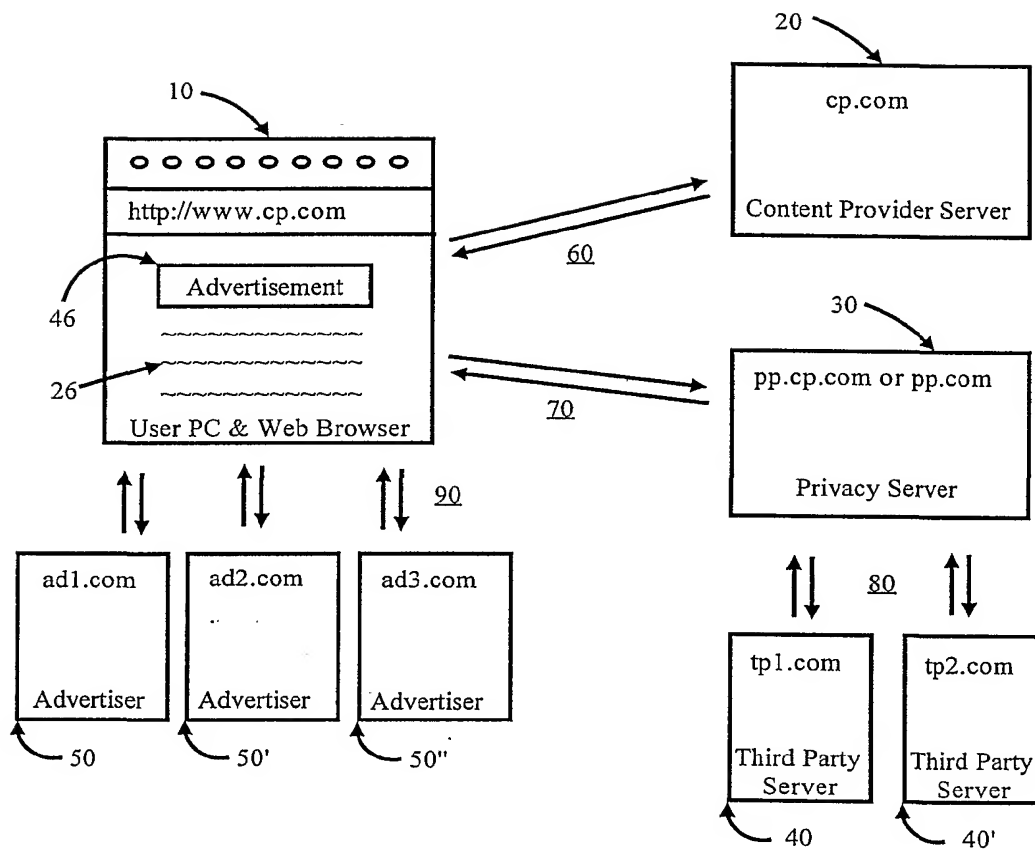 20
cp.com
Content Provider Server
10
http://www.cp.com
Advertisement
46
26
User PC & Web Browser
60
30
pp.cp.com or pp.com
Privacy Server
70
90
80
ad1.com
Advertiser
50
ad2.com
Advertiser
50'
ad3.com
Advertiser
50"
tp1.com
Third Party
Server
40
tp2.com
Third Party
Server
40'